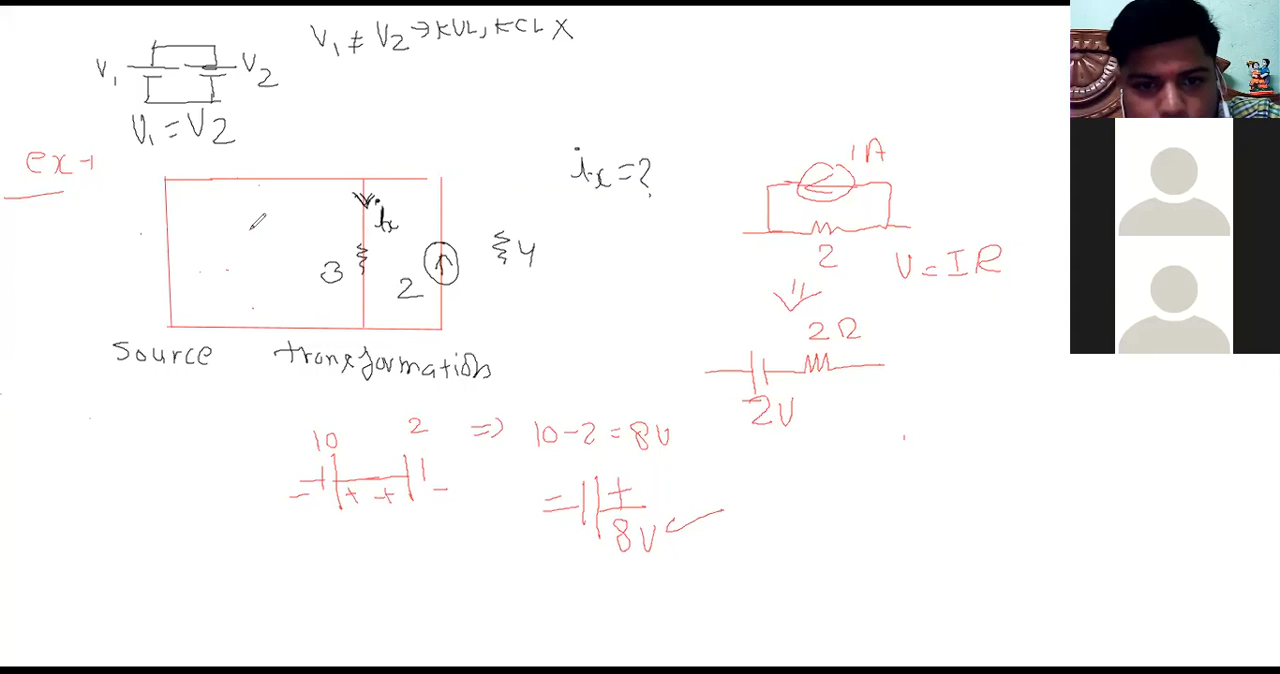 V1 ≠ V2 → KVL, KCL X
V1
V2
V1 = V2
ex-1
ix = ?
1A
ix
3
2
4
2
V = IR
Source transformation
2Ω
2V
10
2
⇒ 10-2 = 8V
- + + -
= +
8V